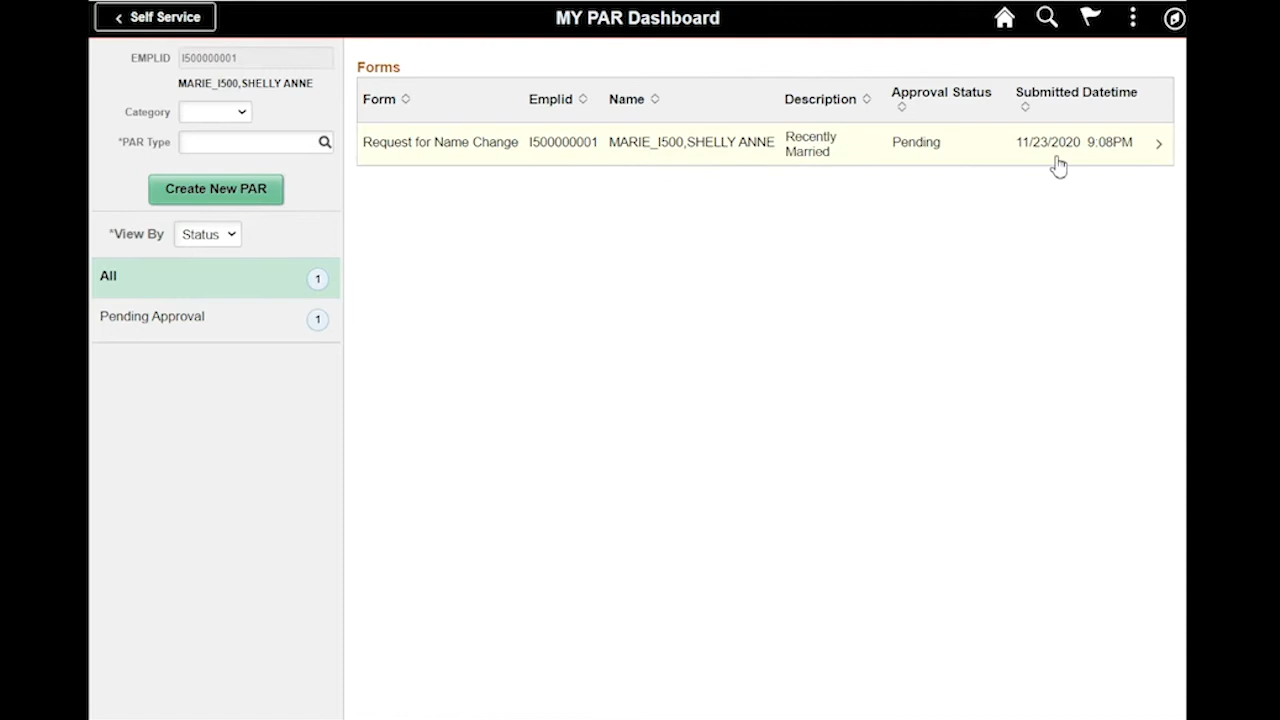 Self Service
MY PAR Dashboard
EMPLID I500000001
MARIE_I500,SHELLY ANNE
Category
*PAR Type
Create New PAR
*View By Status
All 1
Pending Approval 1
Forms
Form Emplid Name Description Approval Status Submitted Datetime
Request for Name Change I500000001 MARIE_I500,SHELLY ANNE Recently Married Pending 11/23/2020 9:08PM